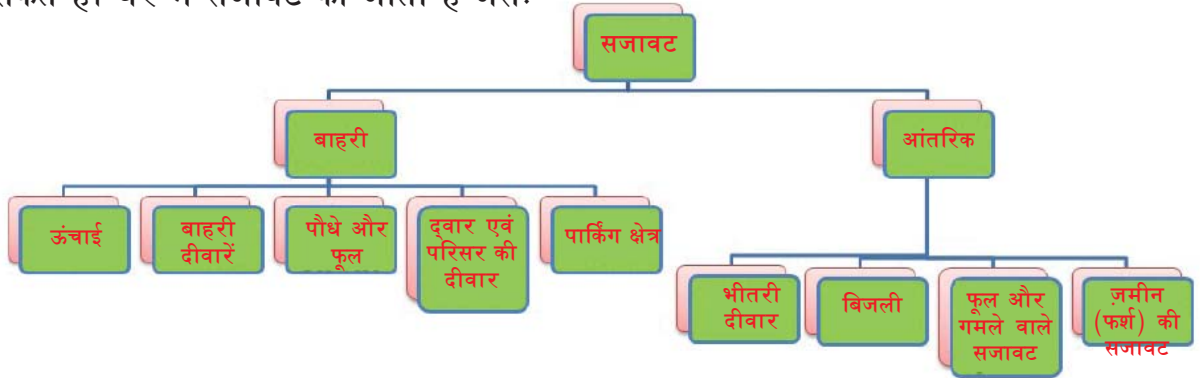 सजावट
बाहरी
आंतरिक
ऊंचाई
बाहरी
दीवारें
पौधे और
फूल
द्वार एवं
परिसर की
दीवार
पार्किंग क्षेत्र
भीतरी
दीवार
बिजली
फूल और
गमले वाले
सजावट
ज़मीन
(फर्श) की
सजावट